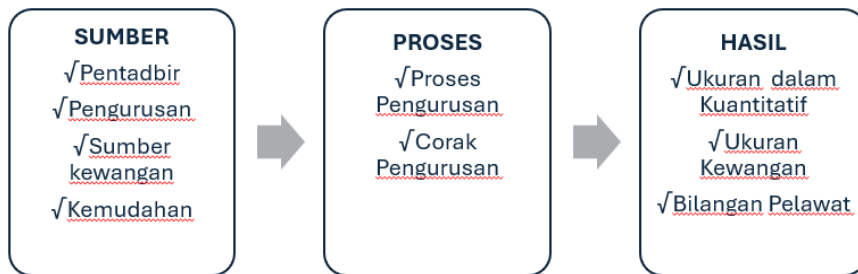 SUMBER
√Pentadbir
√Pengurusan
√Sumber
kewangan
√Kemudahan
PROSES
√Proses
Pengurusan
√Corak
Pengurusan
HASIL
√Ukuran dalam
Kuantitatif
√Ukuran
Kewangan
√Bilangan Pelawat